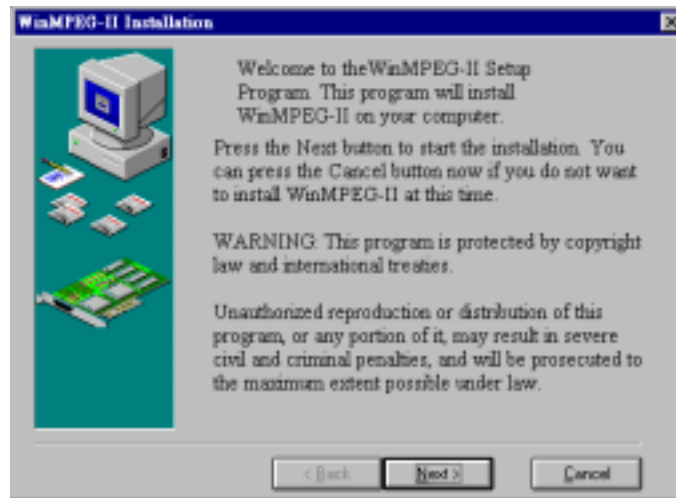 WinMPEG-II Installation
Welcome to theWinMPEG-II Setup
Program. This program will install
WinMPEG-II on your computer.
Press the Next button to start the installation. You
can press the Cancel button now if you do not want
to install WinMPEG-II at this time.
WARNING: This program is protected by copyright
law and international treaties.
Unauthorized reproduction or distribution of this
program, or any portion of it, may result in severe
civil and criminal penalties, and will be prosecuted to
the maximum extent possible under law.
< Back
Next >
Cancel